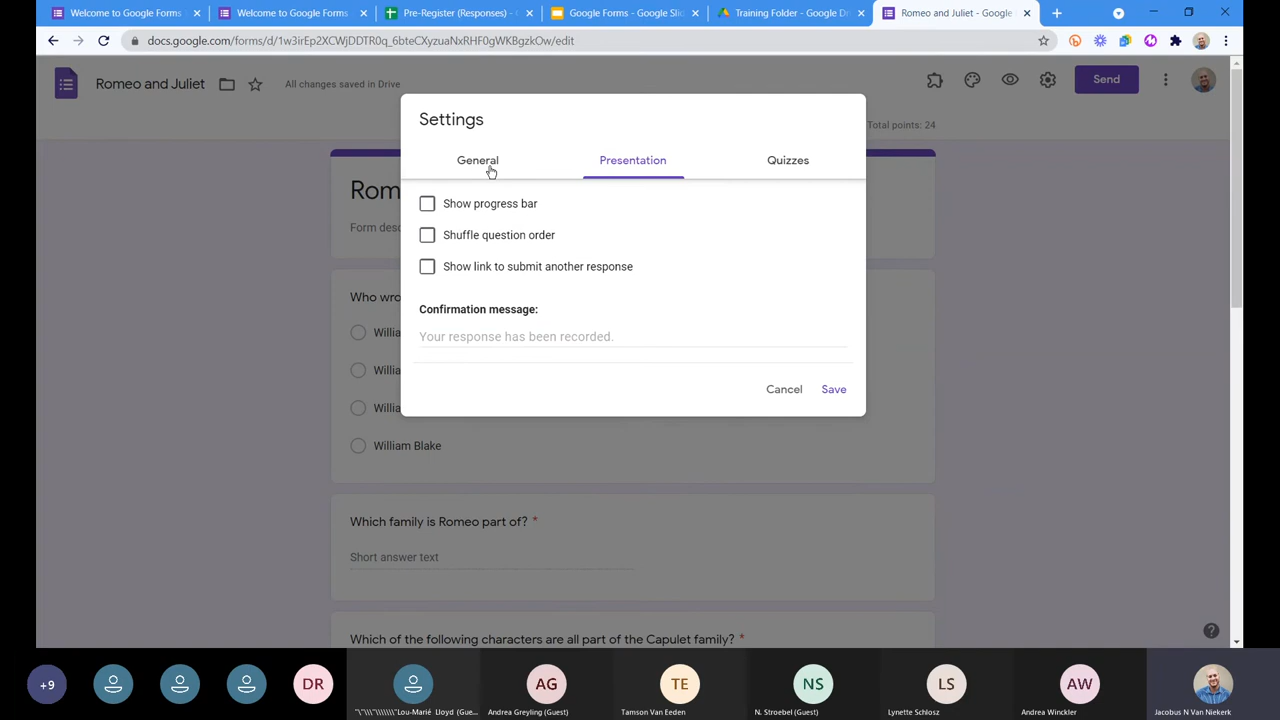 Welcome to Google Forms
Welcome to Google Forms
Pre-Register (Responses) - G
Google Forms - Google Slid
Training Folder - Google Dri
Romeo and Juliet - Google
docs.google.com/forms/d/1w3irEp2XCWjDDTR0q_6bteCXyzuaNxRHF0gWKBgzkOw/edit
Romeo and Juliet
All changes saved in Drive
Send
Total points: 24
Settings
General
Presentation
Quizzes
Show progress bar
Shuffle question order
Show link to submit another response
Confirmation message:
Your response has been recorded.
Cancel
Save
Rom
Form desc
Who wro
Willia
Willia
Willia
William Blake
Which family is Romeo part of? *
Short answer text
Which of the following characters are all part of the Capulet family? *
+9
DR
AG
TE
NS
LS
AW
"\"\\"\\\\\\\"Lou-Marié Lloyd (Gue...
Andrea Greyling (Guest)
Tamson Van Eeden
N. Stroebel (Guest)
Lynette Schlosz
Andrea Winckler
Jacobus N Van Niekerk